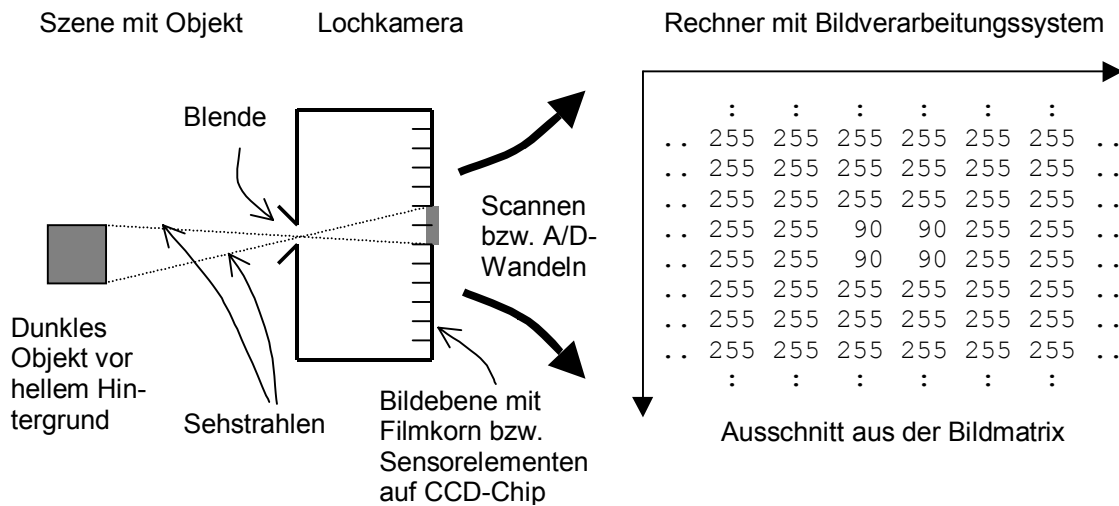 Szene mit Objekt
Lochkamera
Rechner mit Bildverarbeitungssystem
Blende
Scannen
bzw. A/D-
Wandeln
Dunkles
Objekt vor
hellem Hin-
tergrund
Sehstrahlen
Bildebene mit
Filmkorn bzw.
Sensorelementen
auf CCD-Chip
: : : : : :
.. 255 255 255 255 255 255 ..
.. 255 255 255 255 255 255 ..
.. 255 255 255 255 255 255 ..
.. 255 255 90 90 255 255 ..
.. 255 255 90 90 255 255 ..
.. 255 255 255 255 255 255 ..
.. 255 255 255 255 255 255 ..
.. 255 255 255 255 255 255 ..
: : : : : :
Ausschnitt aus der Bildmatrix